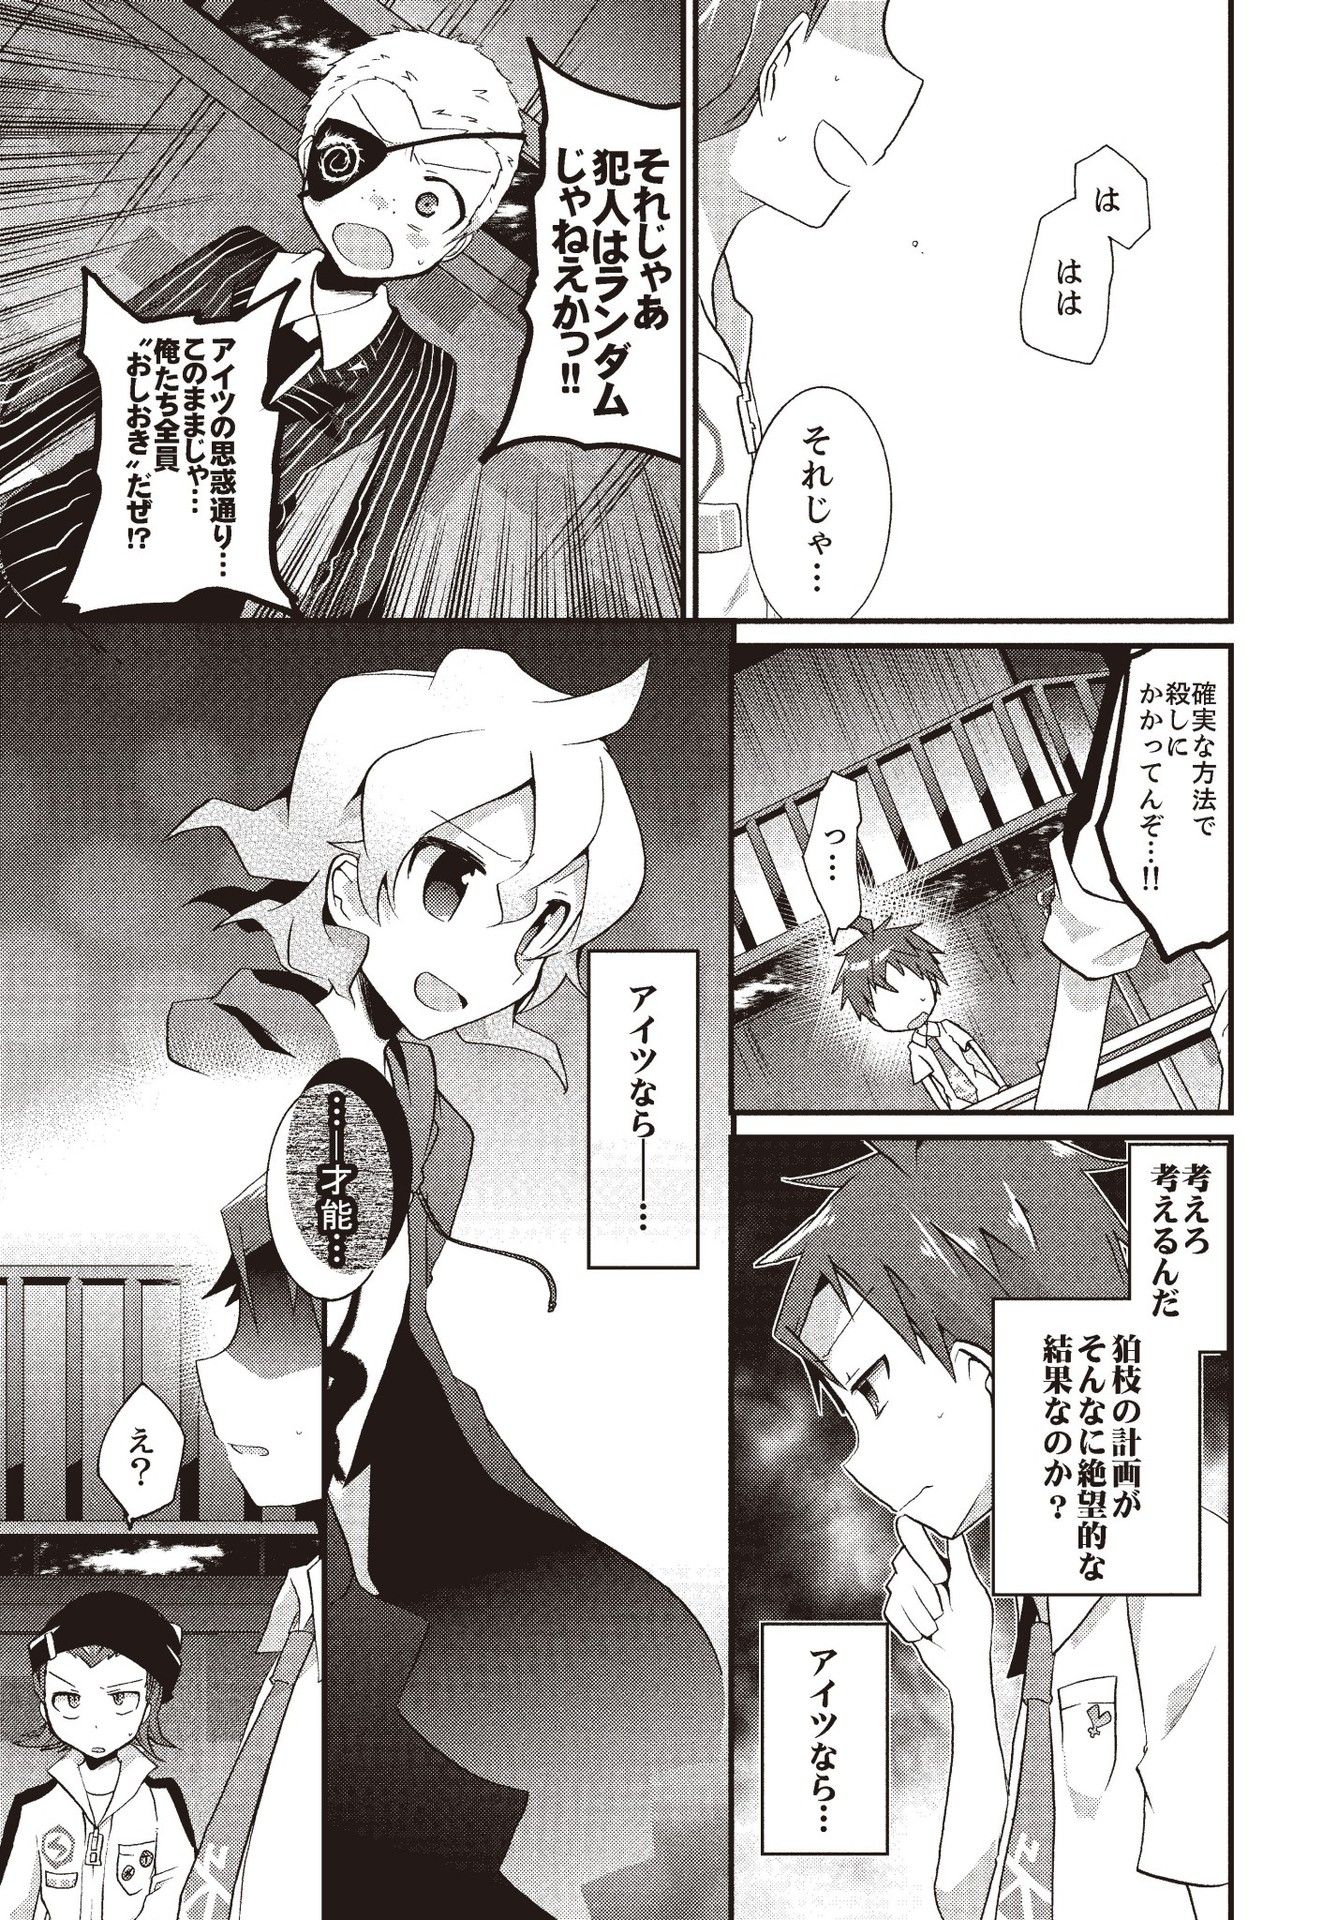 は
はは
それじゃ…
それじゃあ
犯人はランダム
じゃねえかっ!!
アイツの思惑通り…
このままじゃ…
俺たち全員
〝おしおき〟だぜ!?
確実な方法で
殺しに
かかってんぞ…!!
っ…
考えろ
考えるんだ
狛枝の計画が
そんなに絶望的な
結果なのか?
アイツなら…
アイツなら――…
……―才能…
え?